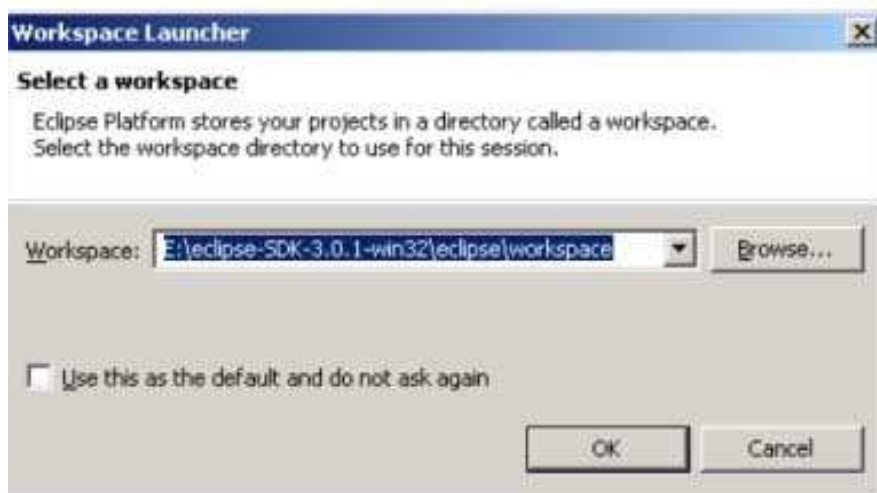 Workspace Launcher
Select a workspace
Eclipse Platform stores your projects in a directory called a workspace.
Select the workspace directory to use for this session.
Workspace: E:\eclipse-SDK-3.0.1-win32\eclipse\workspace Browse...
Use this as the default and do not ask again
OK Cancel